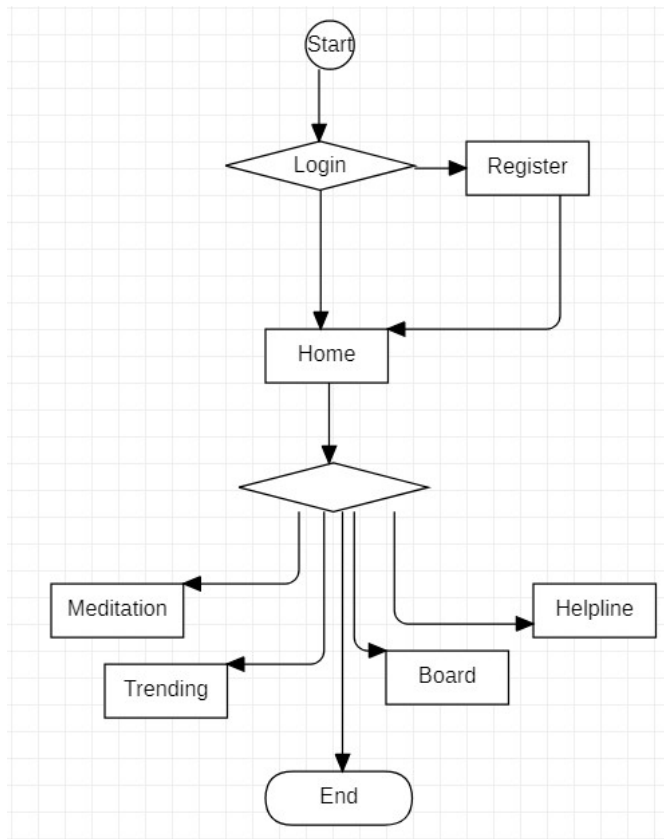 Start
Login
Register
Home
Meditation
Helpline
Trending
Board
End